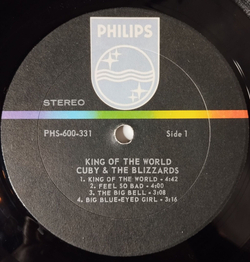 PHILIPS
STEREO
PHS-600-331 Side 1
KING OF THE WORLD
CUBY & THE BLIZZARDS
1. KING OF THE WORLD • 4:42
2. FEEL SO BAD • 4:00
3. THE BIG BELL • 3:08
4. BIG BLUE-EYED GIRL • 3:16